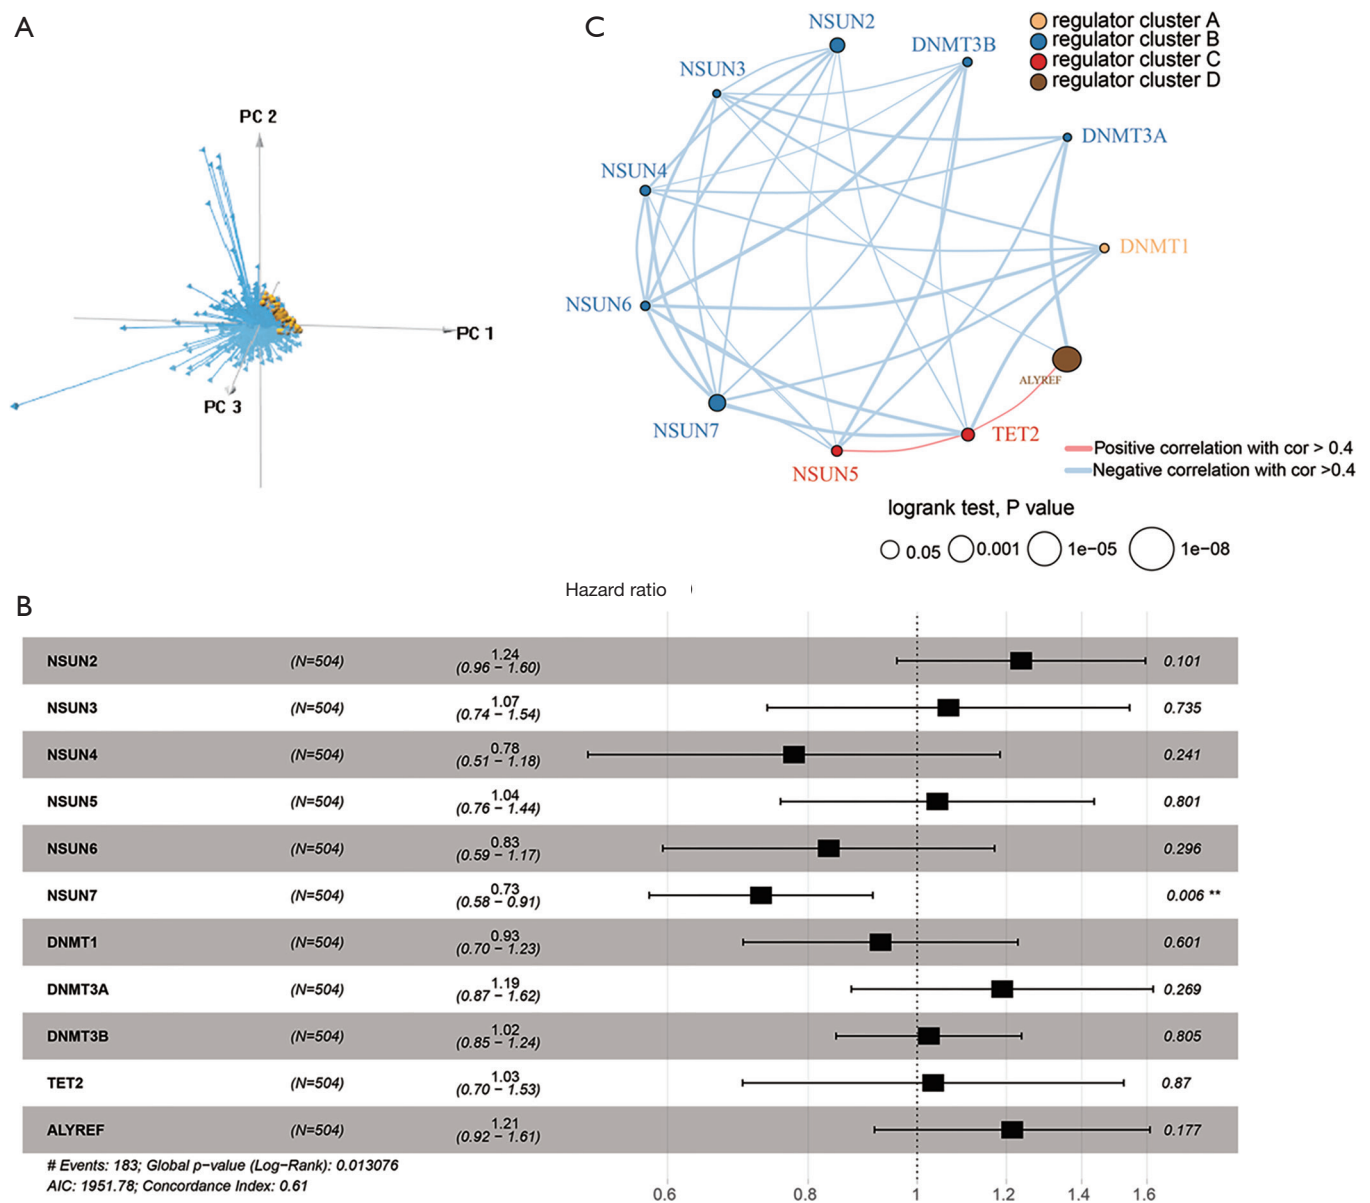 A
PC 2
PC 1
PC 3
C
regulator cluster A
regulator cluster B
regulator cluster C
regulator cluster D
NSUN2
DNMT3B
NSUN3
DNMT3A
NSUN4
DNMT1
NSUN6
ALYREF
NSUN7
TET2
NSUN5
Positive correlation with cor > 0.4
Negative correlation with cor >0.4
logrank test, P value
0.05 0.001 1e−05 1e−08
B
Hazard ratio
NSUN2 (N=504) 1.24 (0.96 − 1.60) 0.101
NSUN3 (N=504) 1.07 (0.74 − 1.54) 0.735
NSUN4 (N=504) 0.78 (0.51 − 1.18) 0.241
NSUN5 (N=504) 1.04 (0.76 − 1.44) 0.801
NSUN6 (N=504) 0.83 (0.59 − 1.17) 0.296
NSUN7 (N=504) 0.73 (0.58 − 0.91) 0.006 **
DNMT1 (N=504) 0.93 (0.70 − 1.23) 0.601
DNMT3A (N=504) 1.19 (0.87 − 1.62) 0.269
DNMT3B (N=504) 1.02 (0.85 − 1.24) 0.805
TET2 (N=504) 1.03 (0.70 − 1.53) 0.87
ALYREF (N=504) 1.21 (0.92 − 1.61) 0.177
# Events: 183; Global p−value (Log−Rank): 0.013076
AIC: 1951.78; Concordance Index: 0.61
0.6 0.8 1 1.2 1.4 1.6